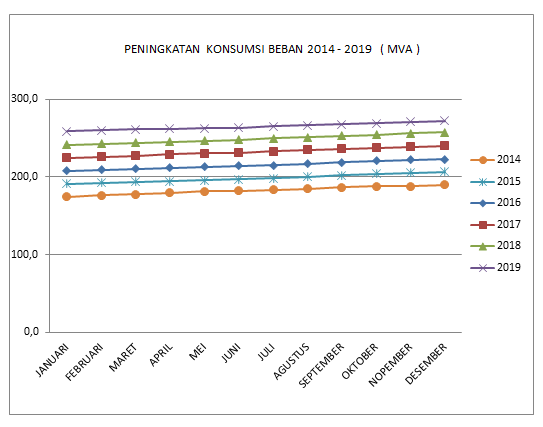 PENINGKATAN KONSUMSI BEBAN 2014 - 2019 ( MVA )
300,0
200,0
100,0
0,0
JANUARI
FEBRUARI
MARET
APRIL
MEI
JUNI
JULI
AGUSTUS
SEPTEMBER
OKTOBER
NOPEMBER
DESEMBER
2014
2015
2016
2017
2018
2019